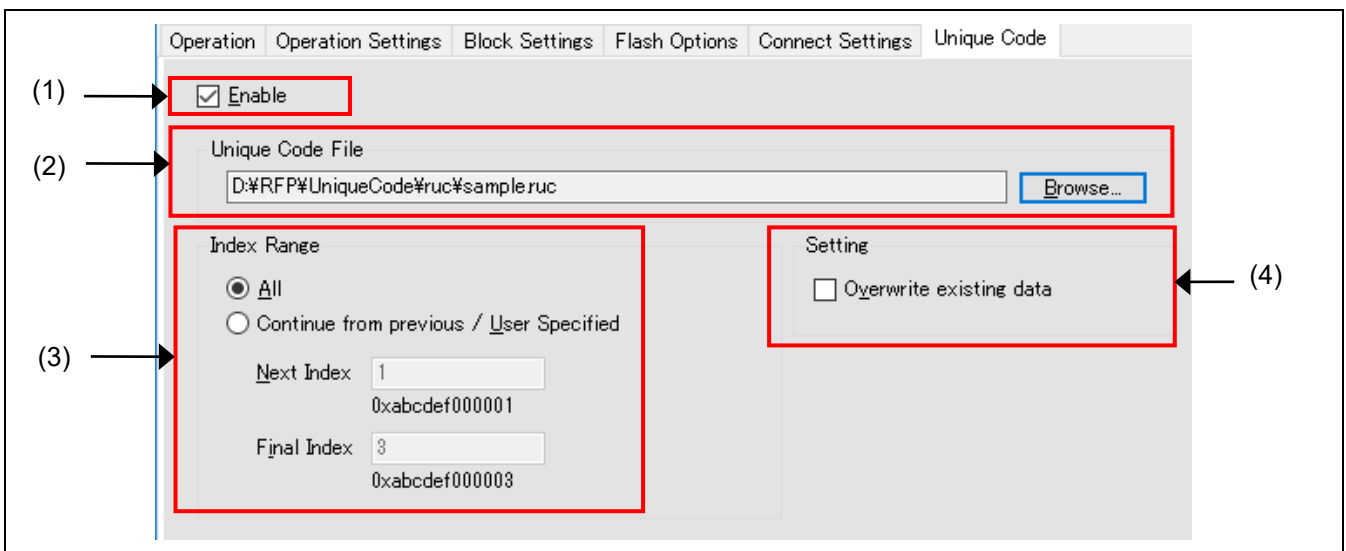 Operation Operation Settings Block Settings Flash Options Connect Settings Unique Code
(1)
Enable
(2)
Unique Code File
D:¥RFP¥UniqueCode¥ruc¥sample.ruc
Browse...
(3)
Index Range
All
Continue from previous / User Specified
Next Index 1
0xabcdef000001
Final Index 3
0xabcdef000003
Setting
Overwrite existing data
(4)